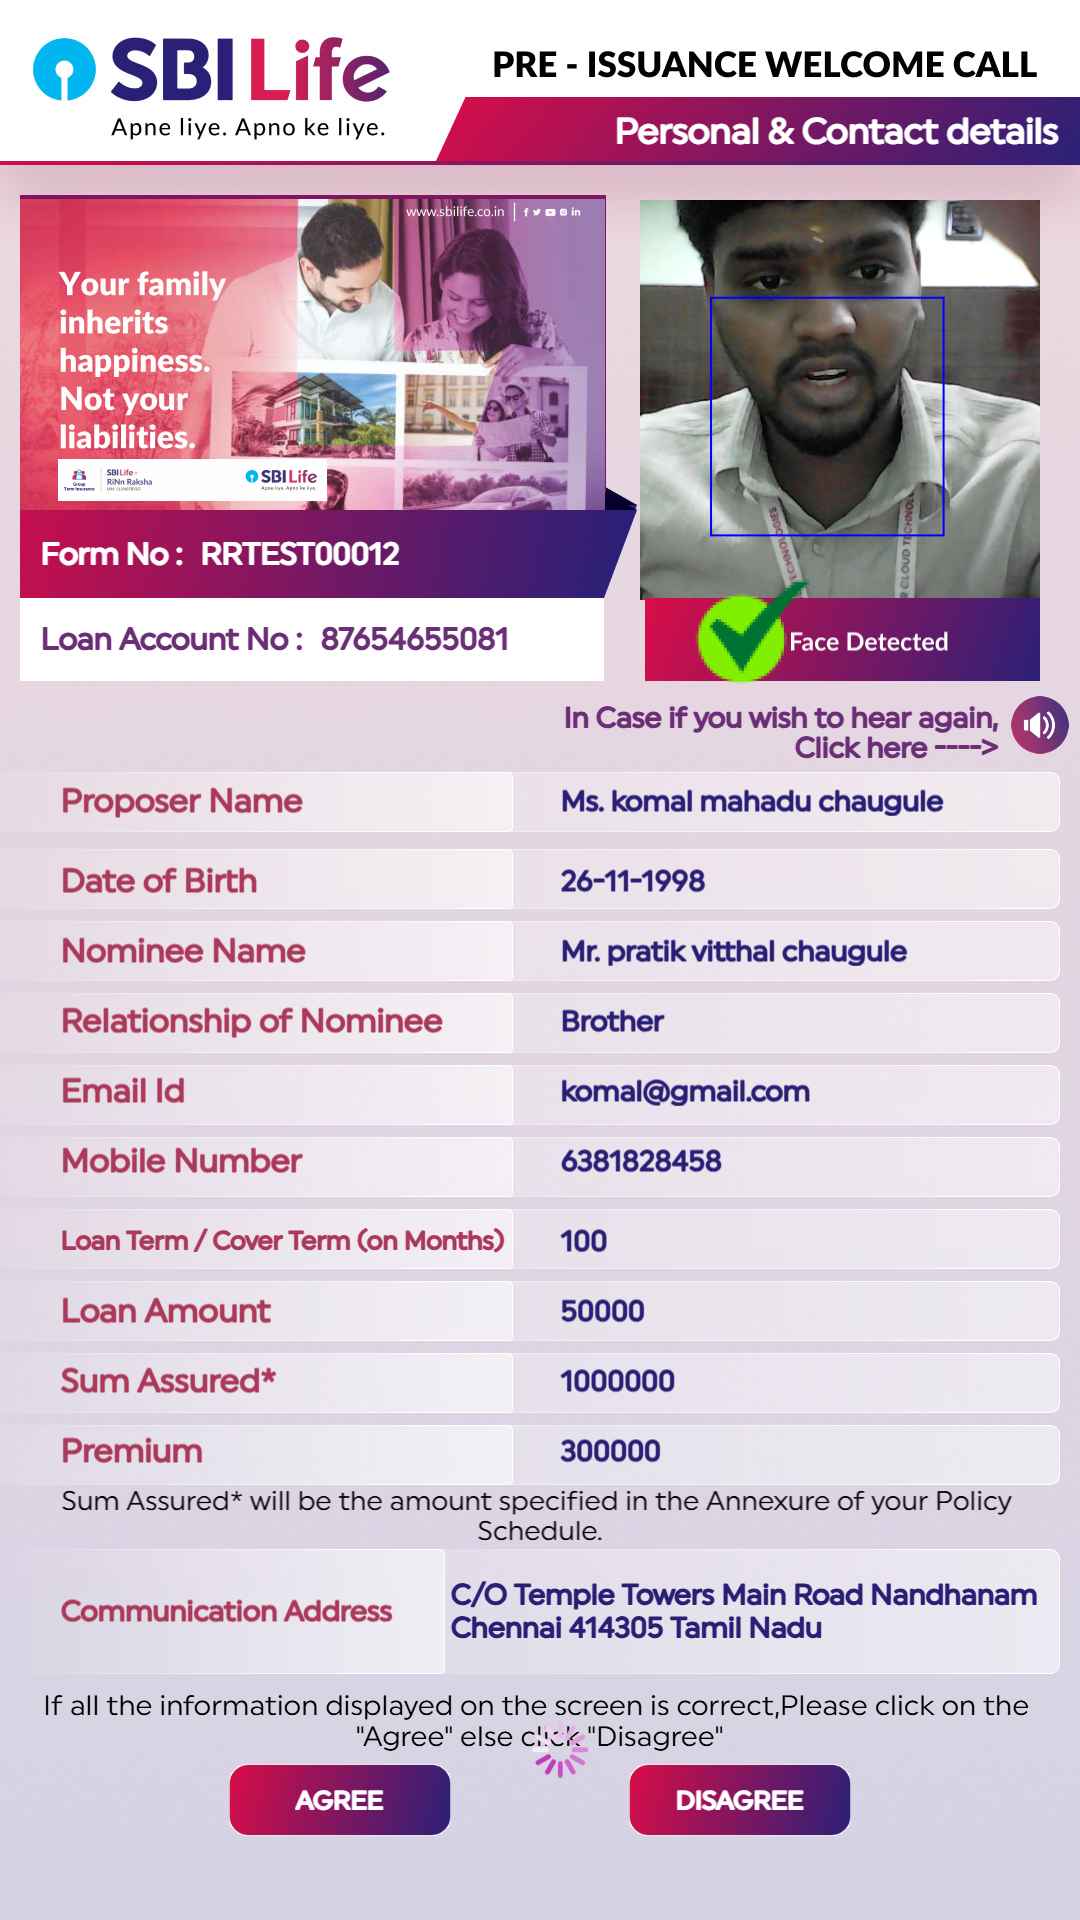 SBI Life
Apne liye. Apno ke liye.
PRE - ISSUANCE WELCOME CALL
Personal & Contact details
www.sbilife.co.in
Your family
inherits
happiness.
Not your
liabilities.
Group
Term Insurance
SBI Life -
RiNn Raksha
SBI Life
Apne liye. Apno ke liye.
Form No : RRTEST00012
Loan Account No : 87654655081
Face Detected
In Case if you wish to hear again,
Click here ---->
Proposer Name Ms. komal mahadu chaugule
Date of Birth 26-11-1998
Nominee Name Mr. pratik vitthal chaugule
Relationship of Nominee Brother
Email Id komal@gmail.com
Mobile Number 6381828458
Loan Term / Cover Term (on Months) 100
Loan Amount 50000
Sum Assured* 1000000
Premium 300000
Sum Assured* will be the amount specified in the Annexure of your Policy
Schedule.
Communication Address C/O Temple Towers Main Road Nandhanam
Chennai 414305 Tamil Nadu
If all the information displayed on the screen is correct,Please click on the
"Agree" else click "Disagree"
AGREE DISAGREE